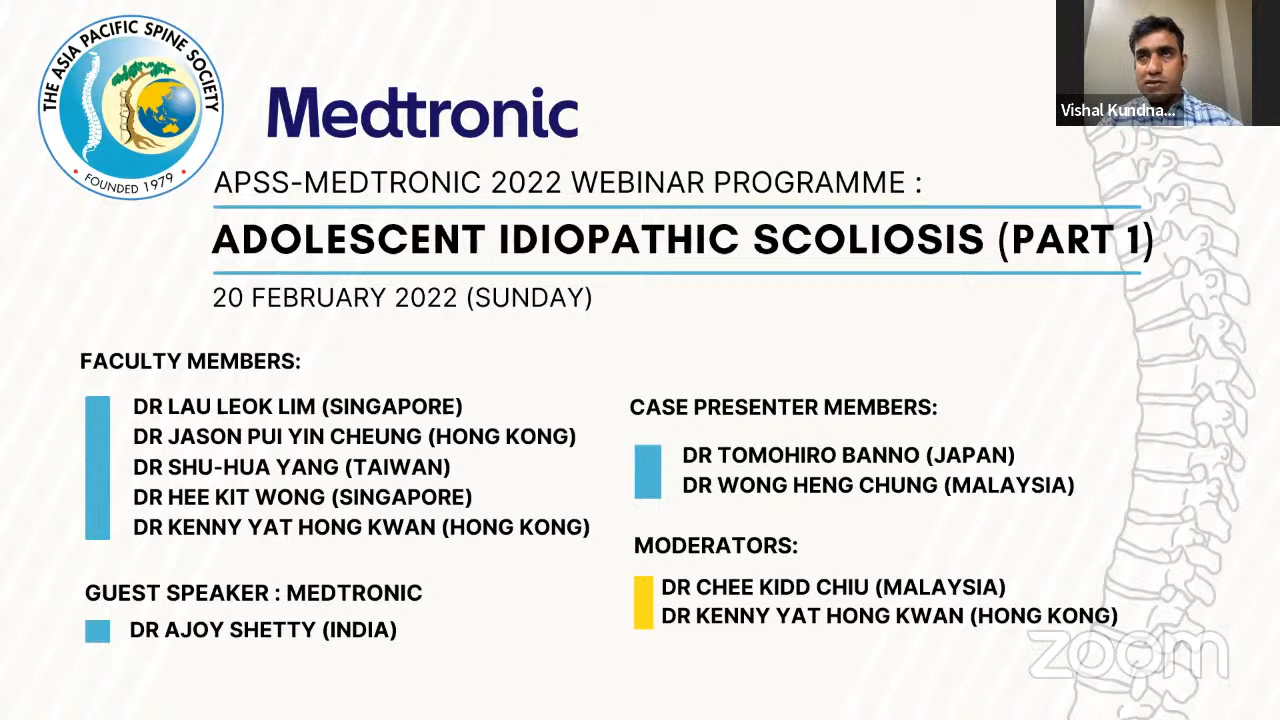 THE ASIA PACIFIC SPINE SOCIETY
FOUNDED 1979
Medtronic
Vishal Kundna...
APSS-MEDTRONIC 2022 WEBINAR PROGRAMME :
ADOLESCENT IDIOPATHIC SCOLIOSIS (PART 1)
20 FEBRUARY 2022 (SUNDAY)
FACULTY MEMBERS:
DR LAU LEOK LIM (SINGAPORE)
DR JASON PUI YIN CHEUNG (HONG KONG)
DR SHU-HUA YANG (TAIWAN)
DR HEE KIT WONG (SINGAPORE)
DR KENNY YAT HONG KWAN (HONG KONG)
GUEST SPEAKER : MEDTRONIC
DR AJOY SHETTY (INDIA)
CASE PRESENTER MEMBERS:
DR TOMOHIRO BANNO (JAPAN)
DR WONG HENG CHUNG (MALAYSIA)
MODERATORS:
DR CHEE KIDD CHIU (MALAYSIA)
DR KENNY YAT HONG KWAN (HONG KONG)
zoom